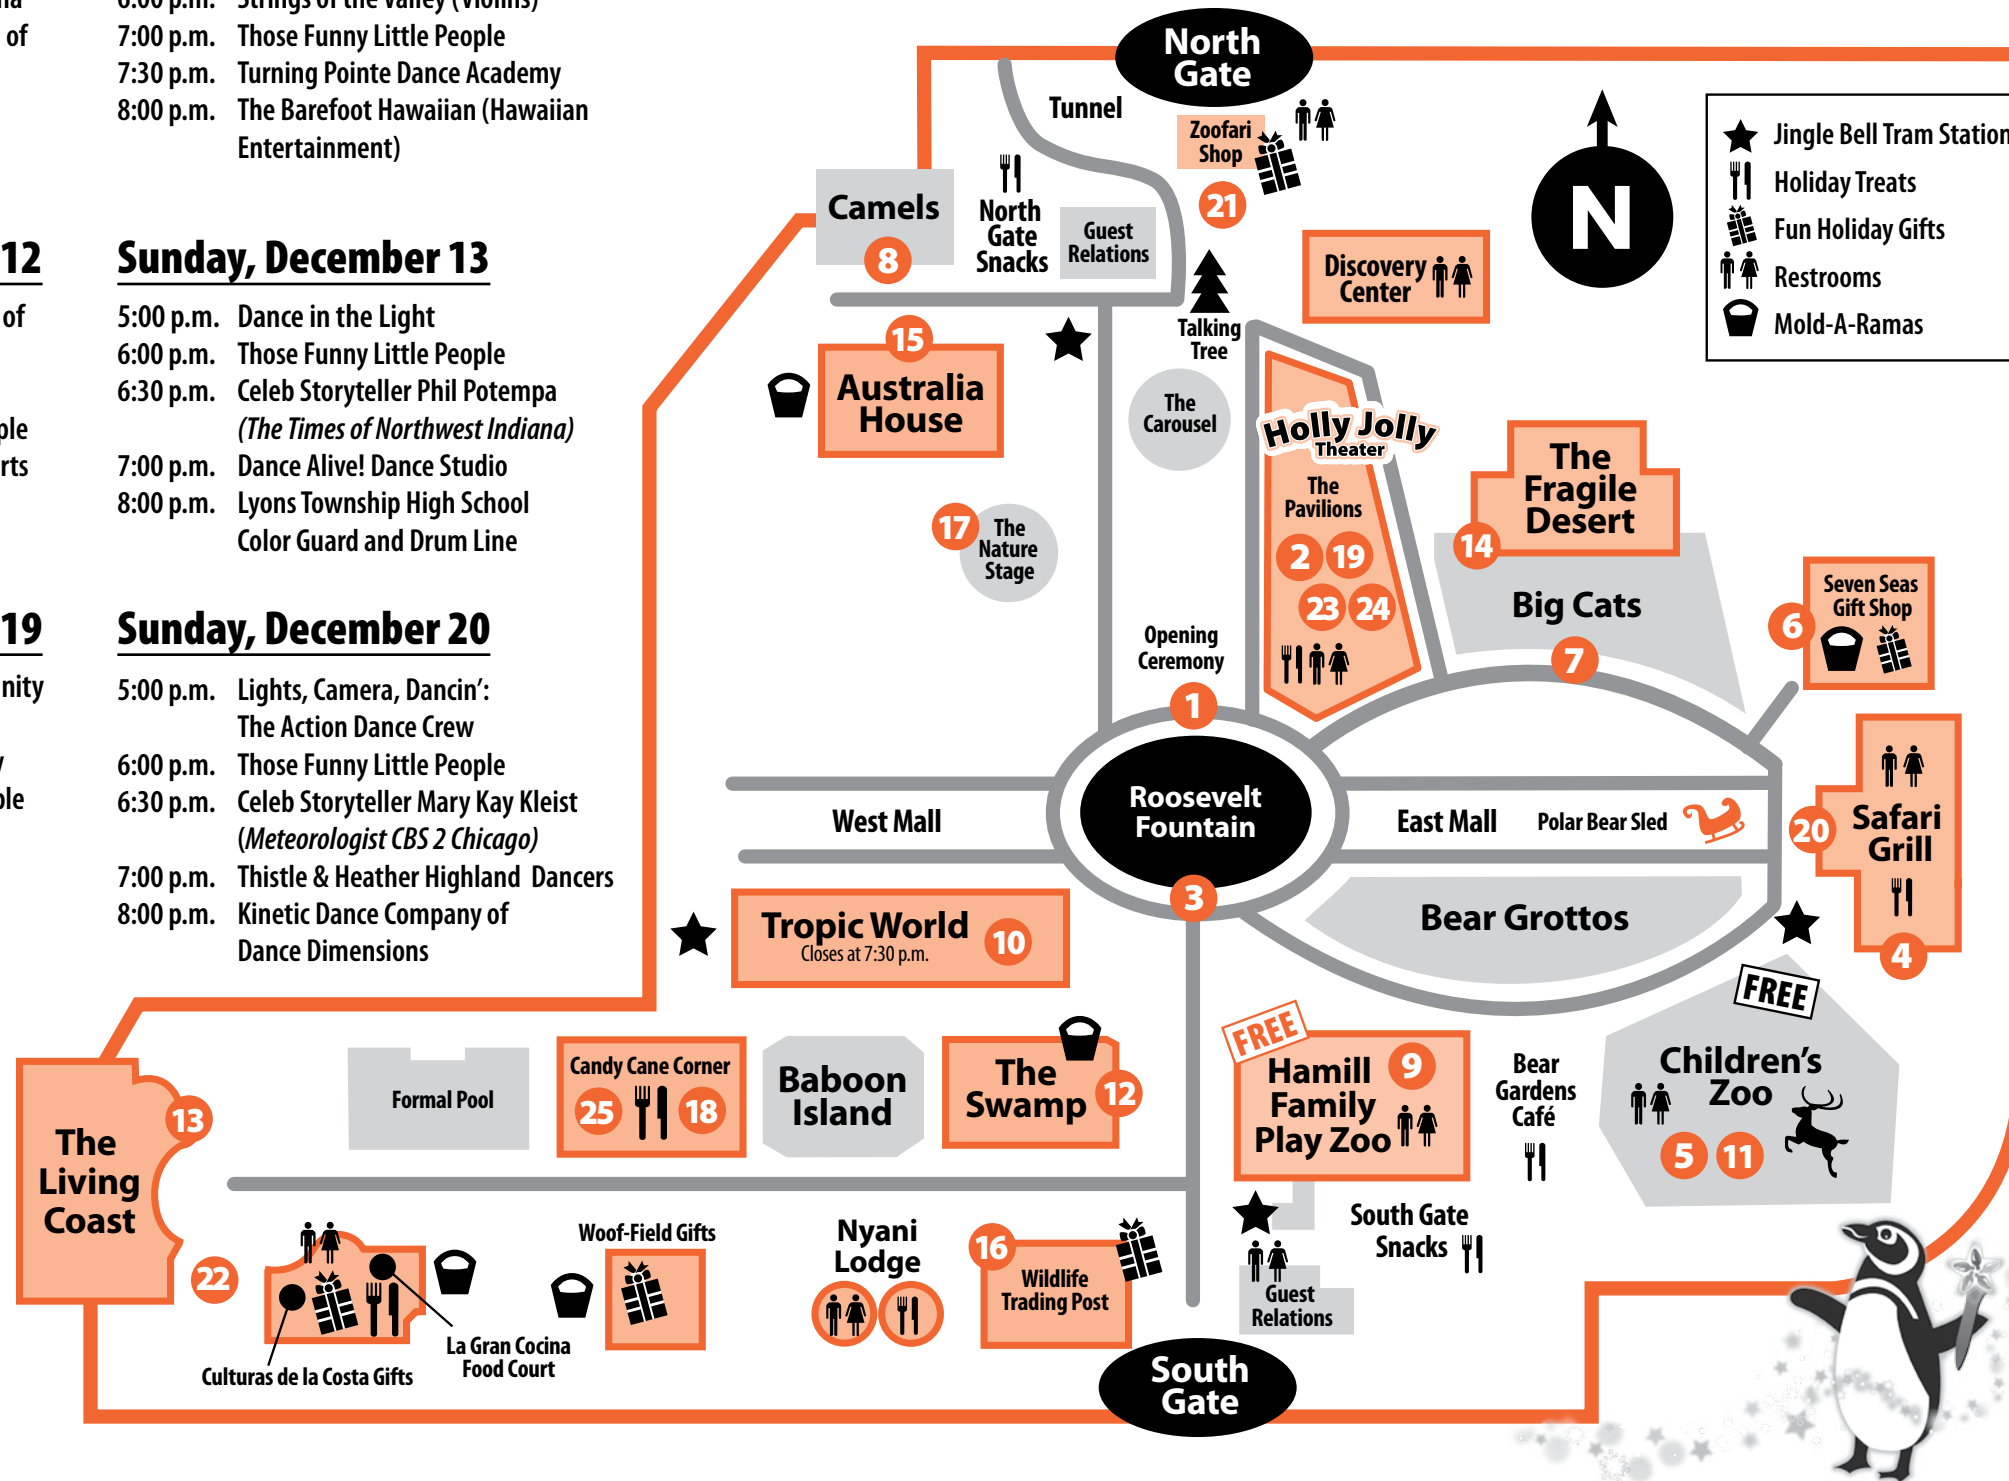 na
of
12
of
ple
rts
19
nity
y
ple
6:00 p.m. Strings of the Valley (Violins)
7:00 p.m. Those Funny Little People
7:30 p.m. Turning Pointe Dance Academy
8:00 p.m. The Barefoot Hawaiian (Hawaiian
Entertainment)
Sunday, December 13
5:00 p.m. Dance in the Light
6:00 p.m. Those Funny Little People
6:30 p.m. Celeb Storyteller Phil Potempa
(The Times of Northwest Indiana)
7:00 p.m. Dance Alive! Dance Studio
8:00 p.m. Lyons Township High School
Color Guard and Drum Line
Sunday, December 20
5:00 p.m. Lights, Camera, Dancin':
The Action Dance Crew
6:00 p.m. Those Funny Little People
6:30 p.m. Celeb Storyteller Mary Kay Kleist
(Meteorologist CBS 2 Chicago)
7:00 p.m. Thistle & Heather Highland Dancers
8:00 p.m. Kinetic Dance Company of
Dance Dimensions
North
Gate
Tunnel
Zoofari
Shop
21
Camels
8
North
Gate
Snacks
Guest
Relations
Discovery
Center
N
Jingle Bell Tram Station
Holiday Treats
Fun Holiday Gifts
Restrooms
Mold-A-Ramas
Talking
Tree
15
Australia
House
The
Carousel
Holly Jolly
Theater
The
Pavilions
2 19
23 24
The
Fragile
Desert
14
Big Cats
7
17
The
Nature
Stage
Seven Seas
Gift Shop
6
Opening
Ceremony
1
Roosevelt
Fountain
3
West Mall
East Mall
Polar Bear Sled
20
Safari
Grill
4
Tropic World
Closes at 7:30 p.m.
10
Bear Grottos
FREE
Children's
Zoo
5 11
FREE
Hamill
Family
Play Zoo
9
Bear
Gardens
Café
Formal Pool
Candy Cane Corner
25 18
Baboon
Island
The
Swamp
12
13
The
Living
Coast
22
Culturas de la Costa Gifts
La Gran Cocina
Food Court
Woof-Field Gifts
Nyani
Lodge
16
Wildlife
Trading Post
South Gate
Snacks
Guest
Relations
South
Gate